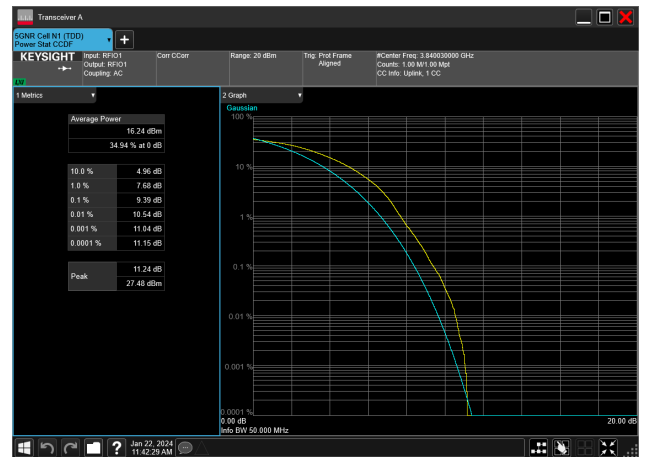 Transceiver A
5GNR Cell N1 (TDD)
Power Stat CCDF
KEYSIGHT
LXI
Input: RFIO1
Output: RFIO1
Coupling: AC
Corr CCorr
Range: 20 dBm
Trig: Prot Frame
Aligned
#Center Freq: 3.840030000 GHz
Counts: 1.00 M/1.00 Mpt
CC Info: Uplink, 1 CC
1 Metrics
Average Power
16.24 dBm
34.94 % at 0 dB
10.0 % 4.96 dB
1.0 % 7.68 dB
0.1 % 9.39 dB
0.01 % 10.54 dB
0.001 % 11.04 dB
0.0001 % 11.15 dB
Peak
11.24 dB
27.48 dBm
2 Graph
Gaussian
100 %
10 %
1 %
0.1 %
0.01 %
0.001 %
0.0001 %
0.00 dB
20.00 dB
Info BW 50.000 MHz
?
Jan 22, 2024
11:42:29 AM